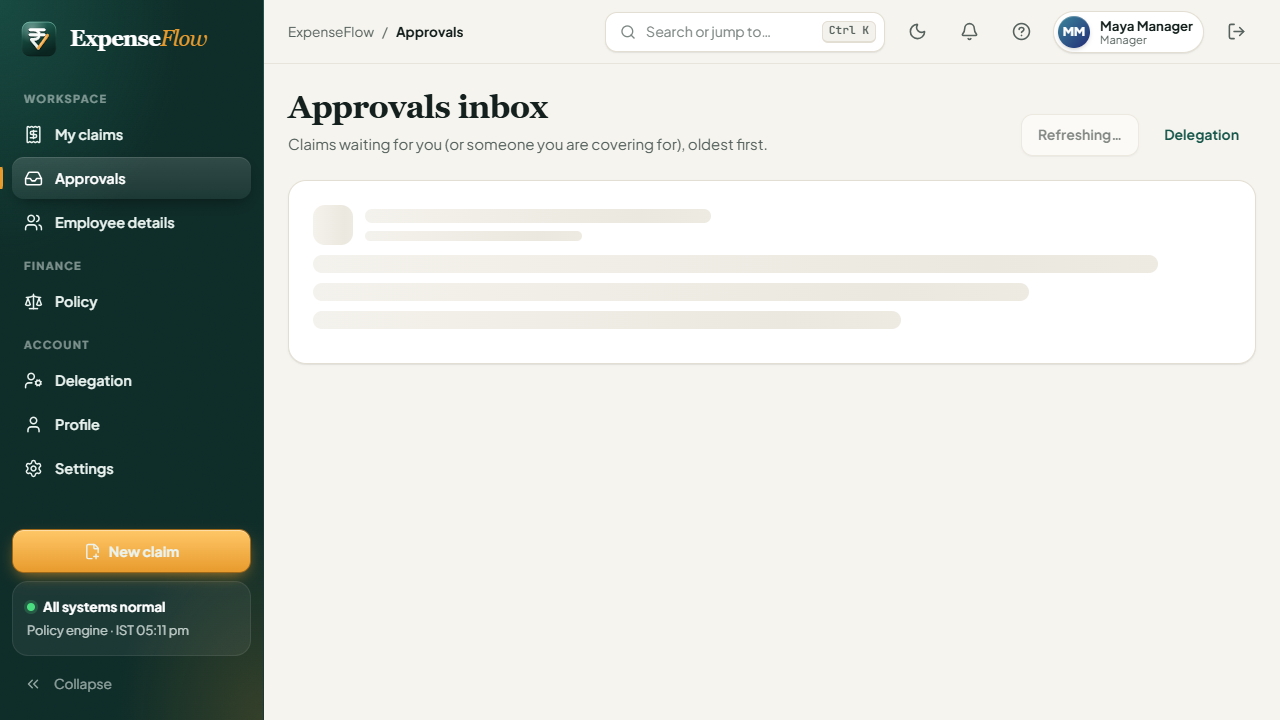 ExpenseFlow
WORKSPACE
My claims
Approvals
Employee details
FINANCE
Policy
ACCOUNT
Delegation
Profile
Settings
New claim
All systems normal
Policy engine · IST 05:11 pm
Collapse
ExpenseFlow / Approvals
Search or jump to...
Ctrl K
MM
Maya Manager
Manager
Approvals inbox
Claims waiting for you (or someone you are covering for), oldest first.
Refreshing...
Delegation